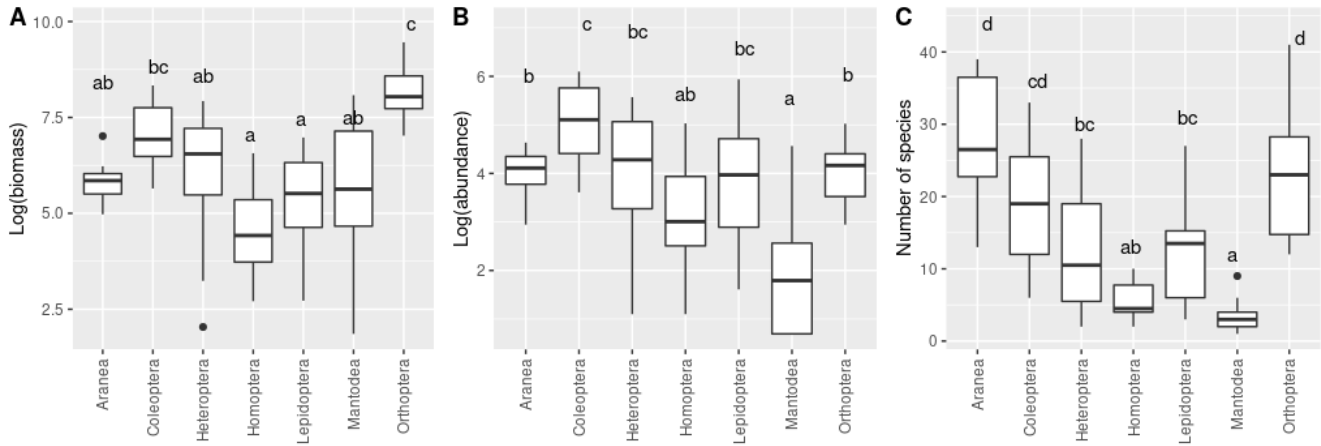 A
Log(biomass)
10.0
7.5
5.0
2.5
ab
bc
ab
a
a
ab
c
Aranea
Coleoptera
Heteroptera
Homoptera
Lepidoptera
Mantodea
Orthoptera
B
Log(abundance)
6
4
2
b
c
bc
ab
bc
a
b
Aranea
Coleoptera
Heteroptera
Homoptera
Lepidoptera
Mantodea
Orthoptera
C
Number of species
40
30
20
10
0
d
cd
bc
ab
bc
a
d
Aranea
Coleoptera
Heteroptera
Homoptera
Lepidoptera
Mantodea
Orthoptera